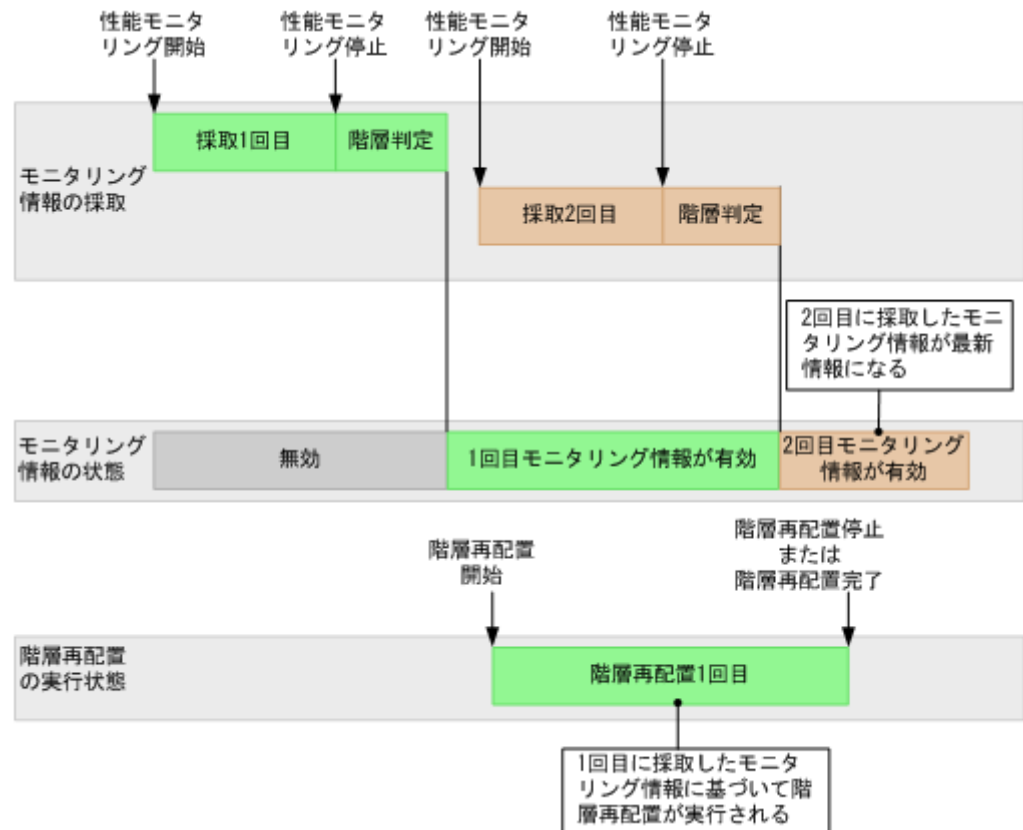 性能モニタ
リング開始
性能モニタ
リング停止
性能モニタ
リング開始
性能モニタ
リング停止
モニタリング
情報の採取
採取1回目
階層判定
採取2回目
階層判定
2回目に採取したモニ
タリング情報が最新
情報になる
モニタリング
情報の状態
無効
1回目モニタリング情報が有効
2回目モニタリング
情報が有効
階層再配置
開始
階層再配置停止
または
階層再配置完了
階層再配置
の実行状態
階層再配置1回目
1回目に採取したモニタ
リング情報に基づいて階
層再配置が実行される